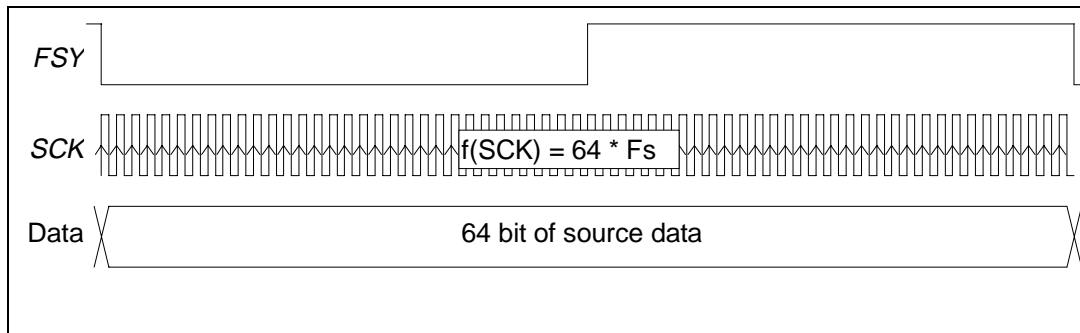 FSY
SCK
f(SCK) = 64 * Fs
Data
64 bit of source data